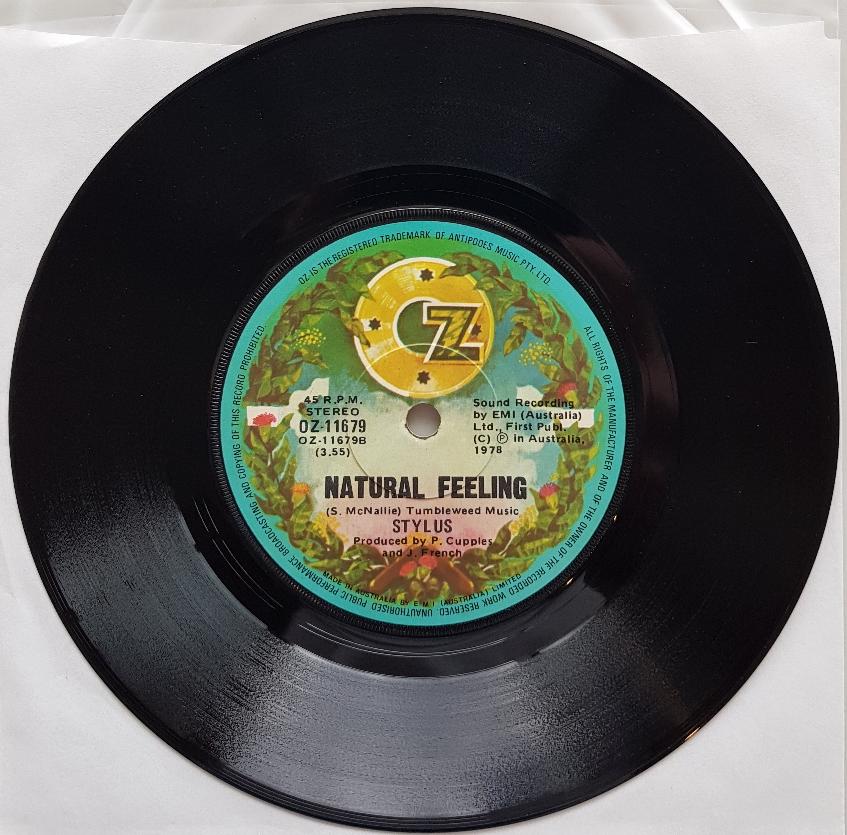 OZ IS THE REGISTERED TRADEMARK OF ANTIPODES MUSIC PTY. LTD.
ALL RIGHTS OF THE MANUFACTURER AND OF THE OWNER OF THE RECORDED WORK RESERVED. UNAUTHORISED PUBLIC PERFORMANCE BROADCASTING AND COPYING OF THIS RECORD PROHIBITED.
OZ
45 R.P.M.
STEREO
OZ-11679
OZ-11679B
(3.55)
Sound Recording
by EMI (Australia)
Ltd., First Publ.
(C) Ⓟ in Australia,
1978
NATURAL FEELING
(S. McNallie) Tumbleweed Music
STYLUS
Produced by P. Cupples
and J. French
MADE IN AUSTRALIA BY E M I (AUSTRALIA) LIMITED